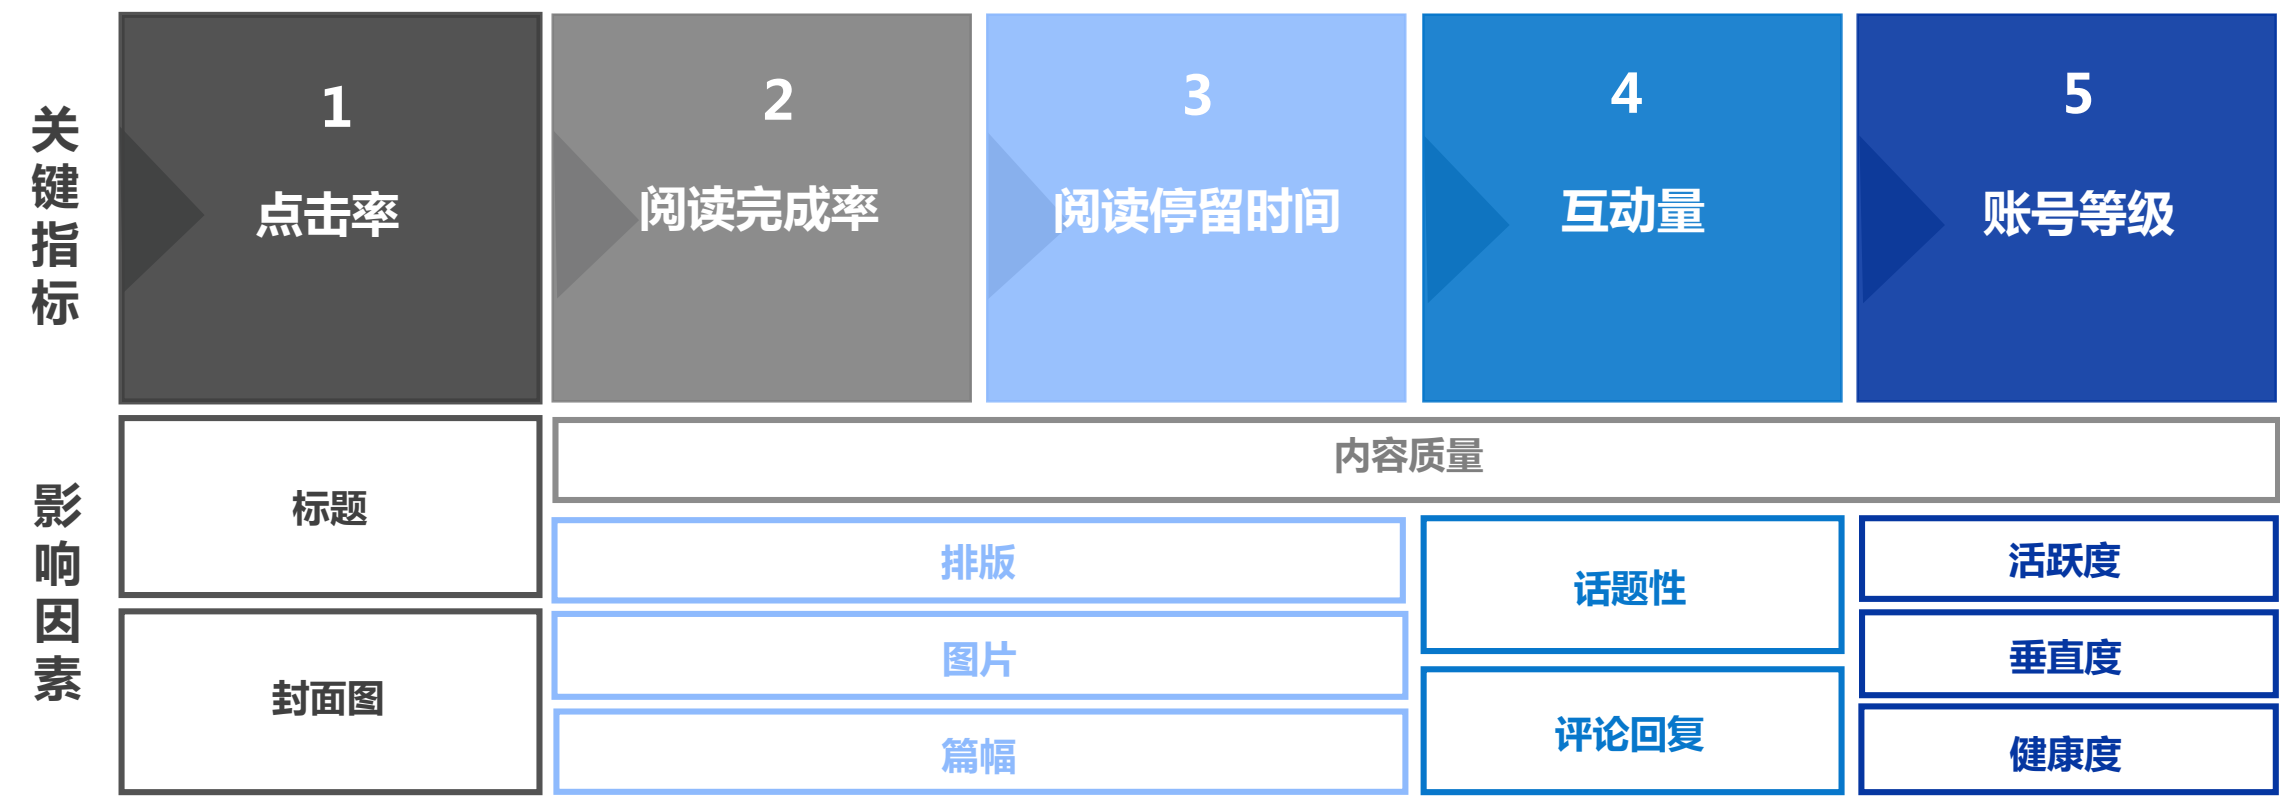 关键指标
1
点击率
2
阅读完成率
3
阅读停留时间
4
互动量
5
账号等级
影响因素
标题
封面图
内容质量
排版
图片
篇幅
话题性
评论回复
活跃度
垂直度
健康度